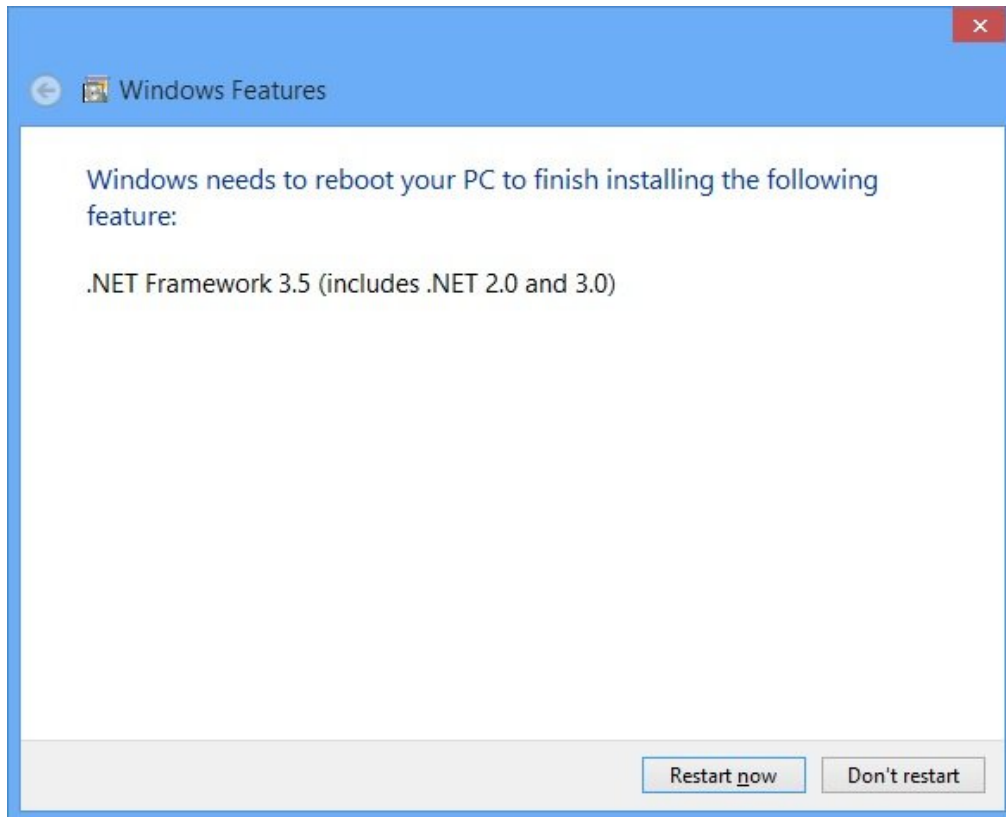 Windows Features
Windows needs to reboot your PC to finish installing the following
feature:
.NET Framework 3.5 (includes .NET 2.0 and 3.0)
Restart now
Don't restart